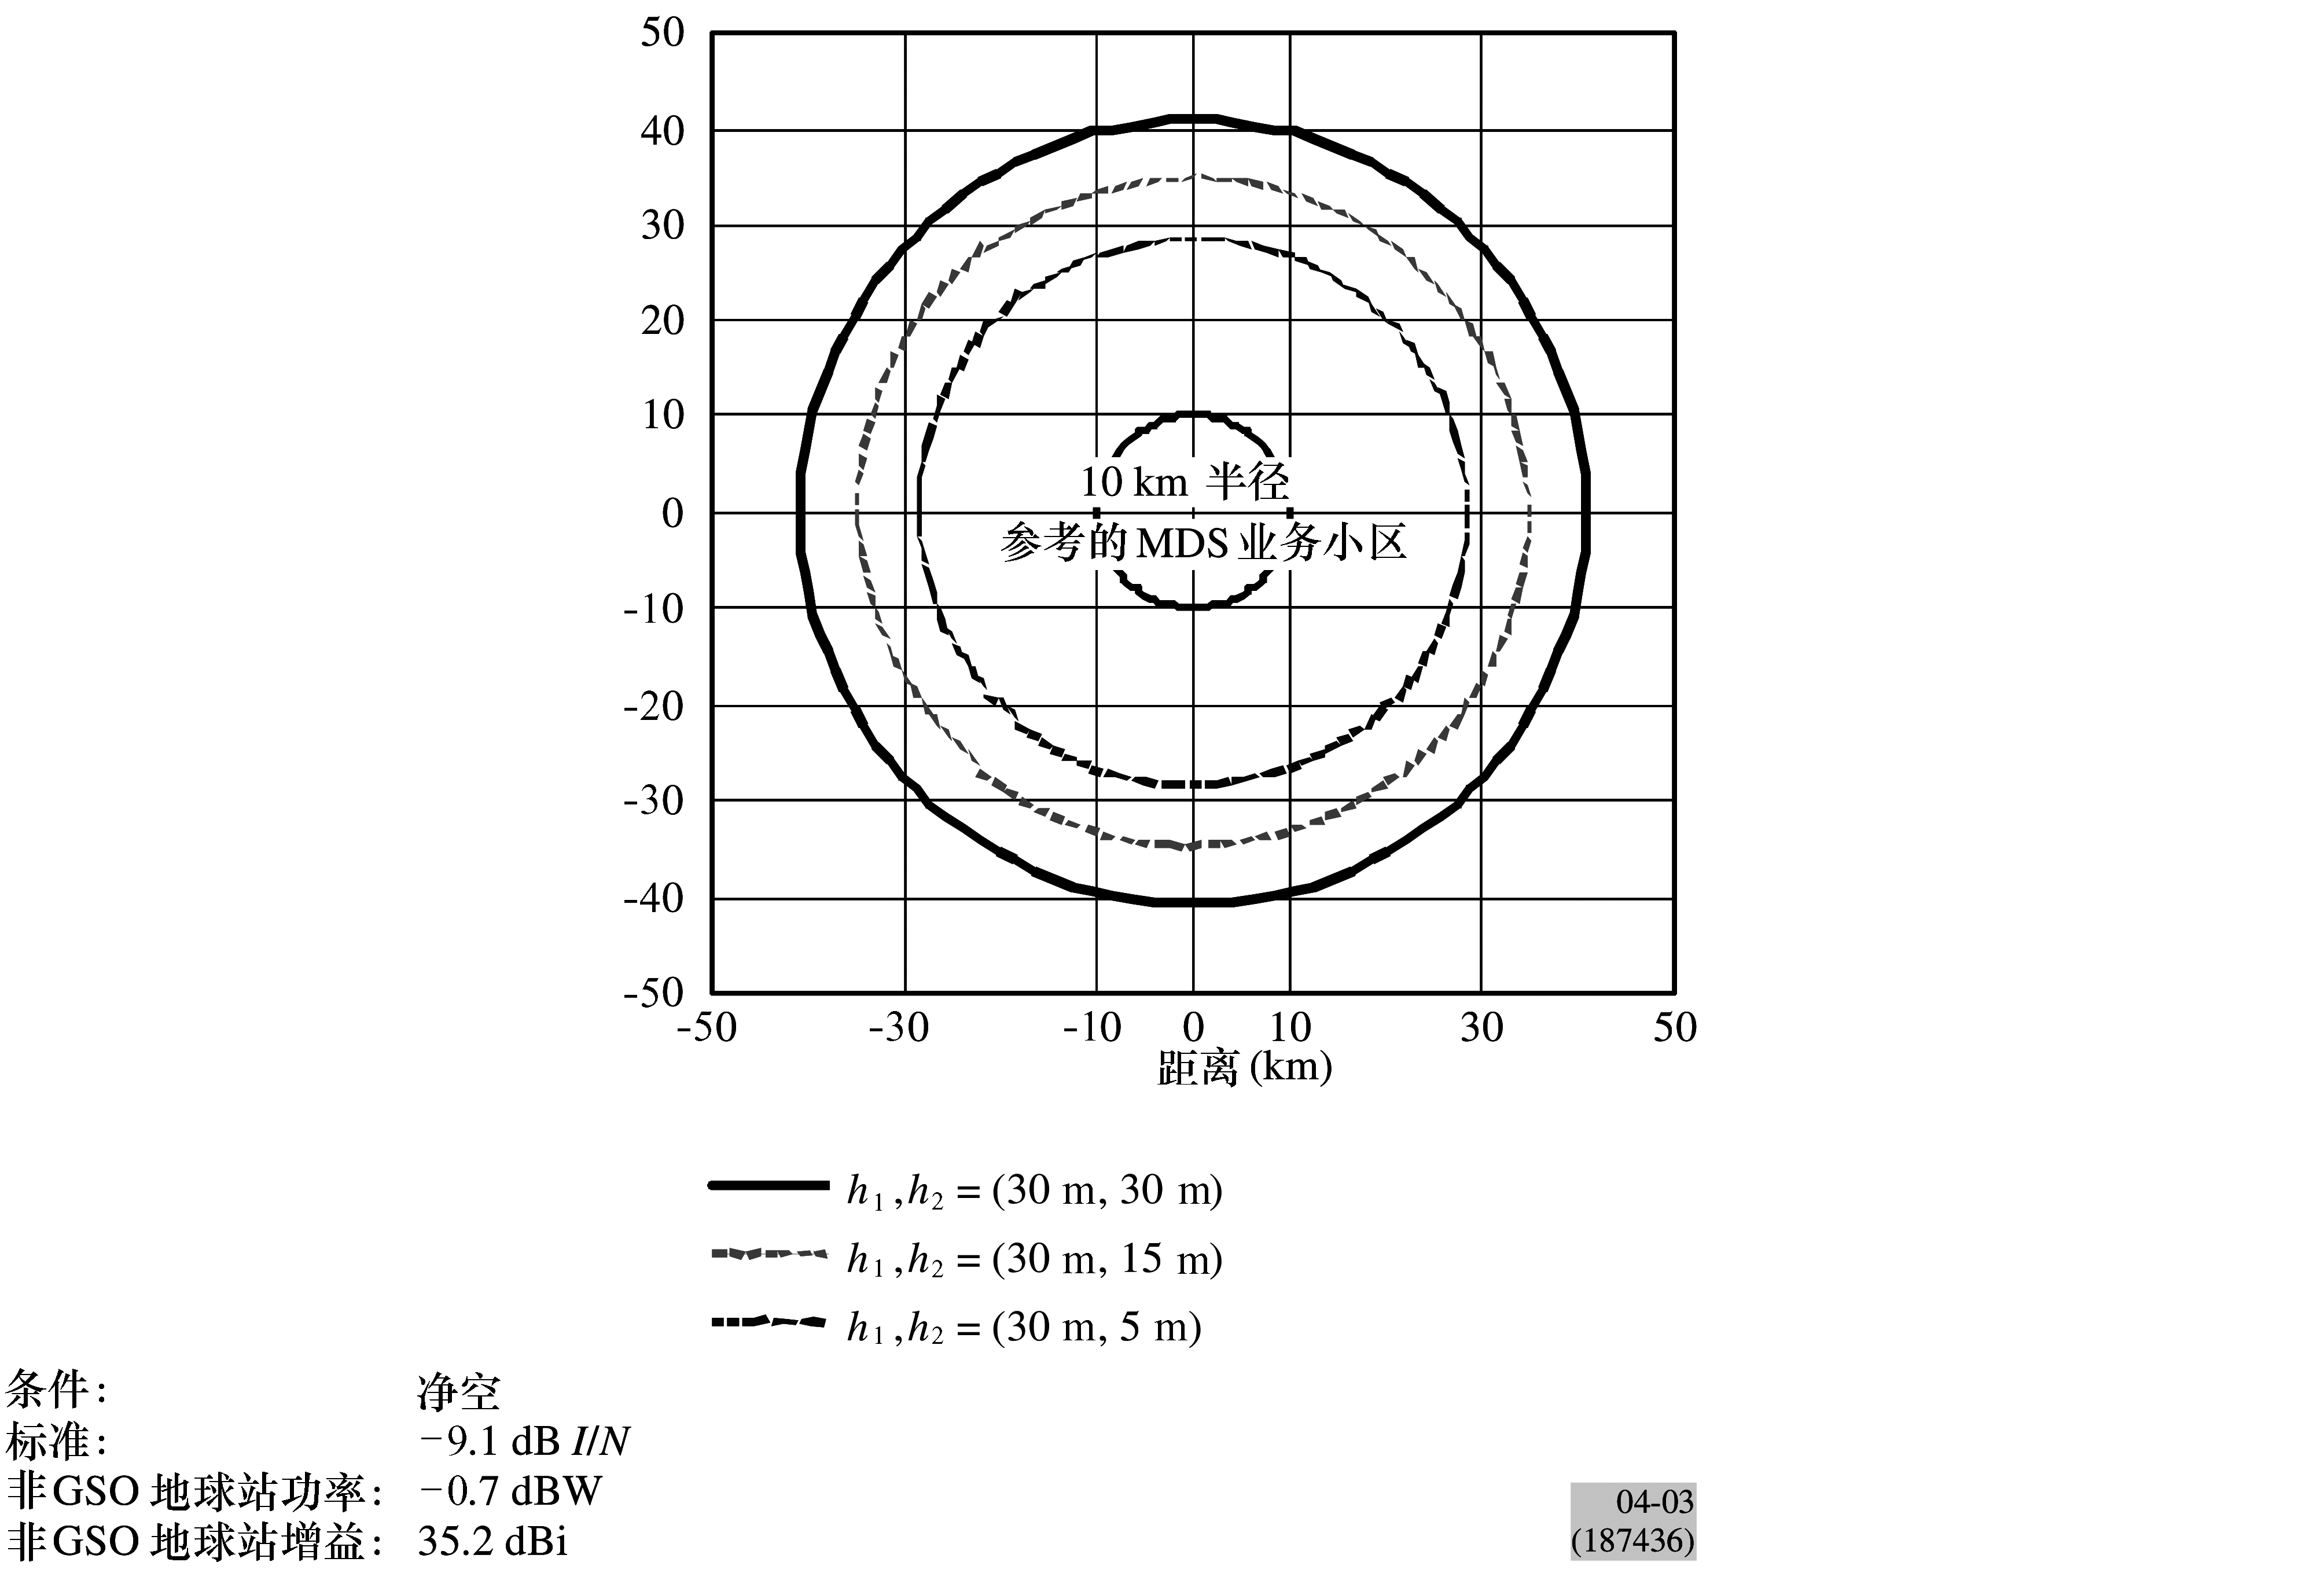 50
40
30
20
10
0
-10
-20
-30
-40
-50
10 km 半径
参考的 MDS 业务小区
-50 -30 -10 0 10 30 50
距离 (km)
h1 ,h2 = (30 m, 30 m)
h1 ,h2 = (30 m, 15 m)
h1 ,h2 = (30 m, 5 m)
条件: 净空
标准: −9.1 dB I/N
非GSO 地球站功率: −0.7 dBW
非GSO 地球站增益: 35.2 dBi
04-03
(187436)